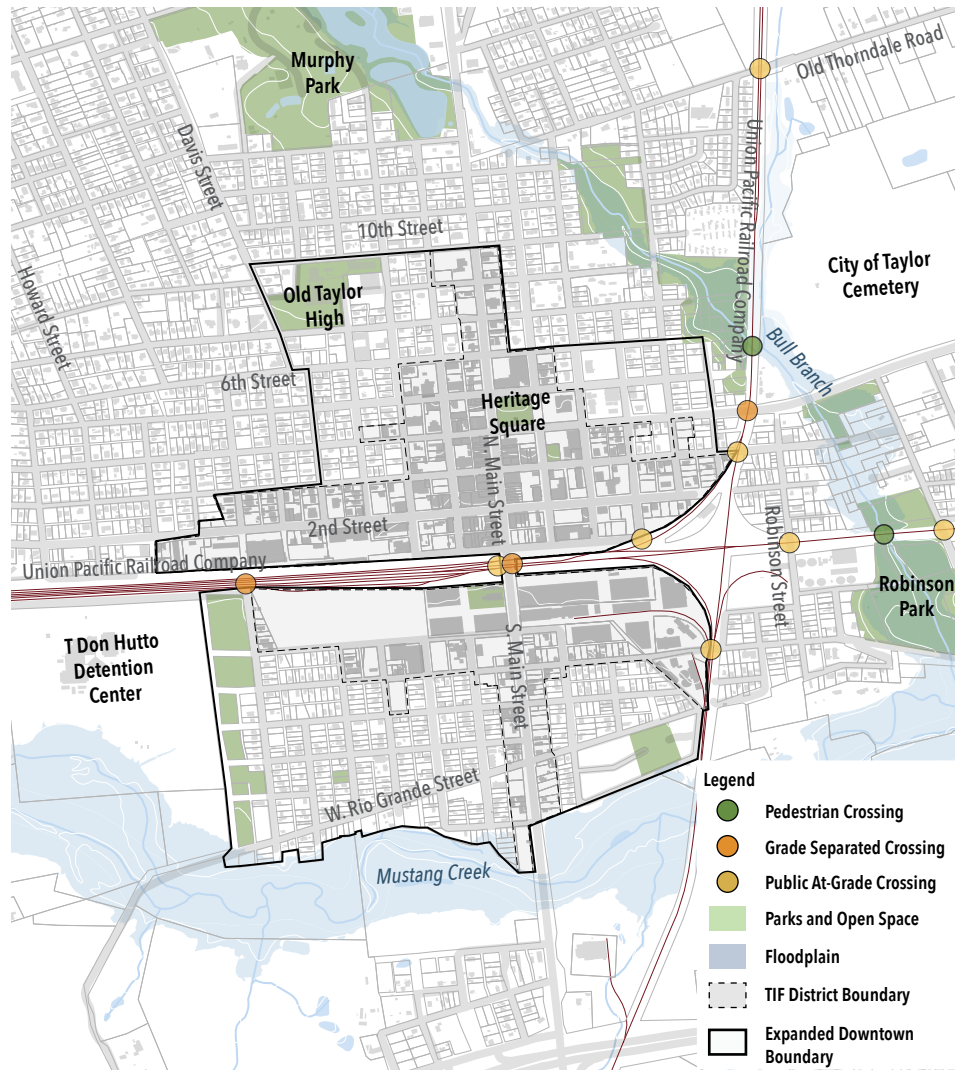 Murphy
Park
Old Thorndale Road
Davis Street
Union Pacific Railroad Company
10th Street
Howard Street
City of Taylor
Cemetery
Old Taylor
High
Bull Branch
6th Street
Heritage
Square
N. Main Street
2nd Street
Robinson Street
Union Pacific Railroad Company
Robinson
Park
T Don Hutto
Detention
Center
S. Main Street
W. Rio Grande Street
Mustang Creek
Legend
Pedestrian Crossing
Grade Separated Crossing
Public At-Grade Crossing
Parks and Open Space
Floodplain
TIF District Boundary
Expanded Downtown
Boundary